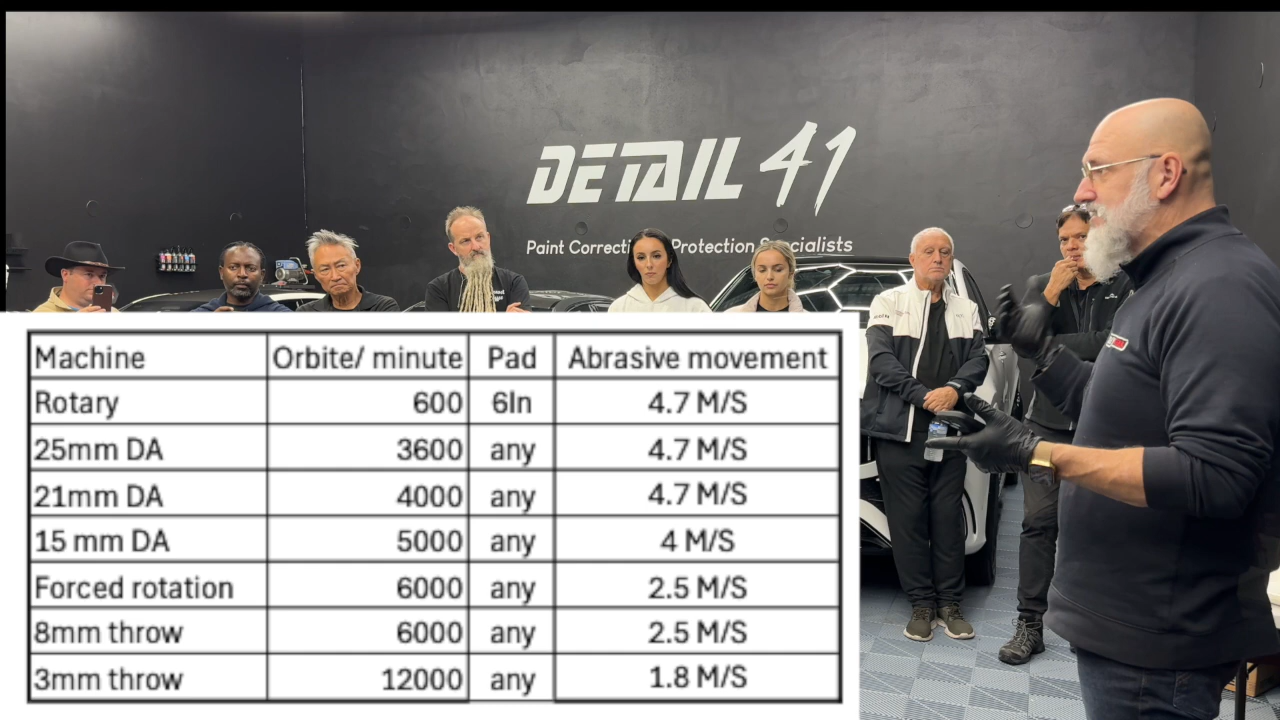 DETAIL 41
Paint Correcti Protection Specialists
Machine Orbite/ minute Pad Abrasive movement
Rotary 600 6In 4.7 M/S
25mm DA 3600 any 4.7 M/S
21mm DA 4000 any 4.7 M/S
15 mm DA 5000 any 4 M/S
Forced rotation 6000 any 2.5 M/S
8mm throw 6000 any 2.5 M/S
3mm throw 12000 any 1.8 M/S